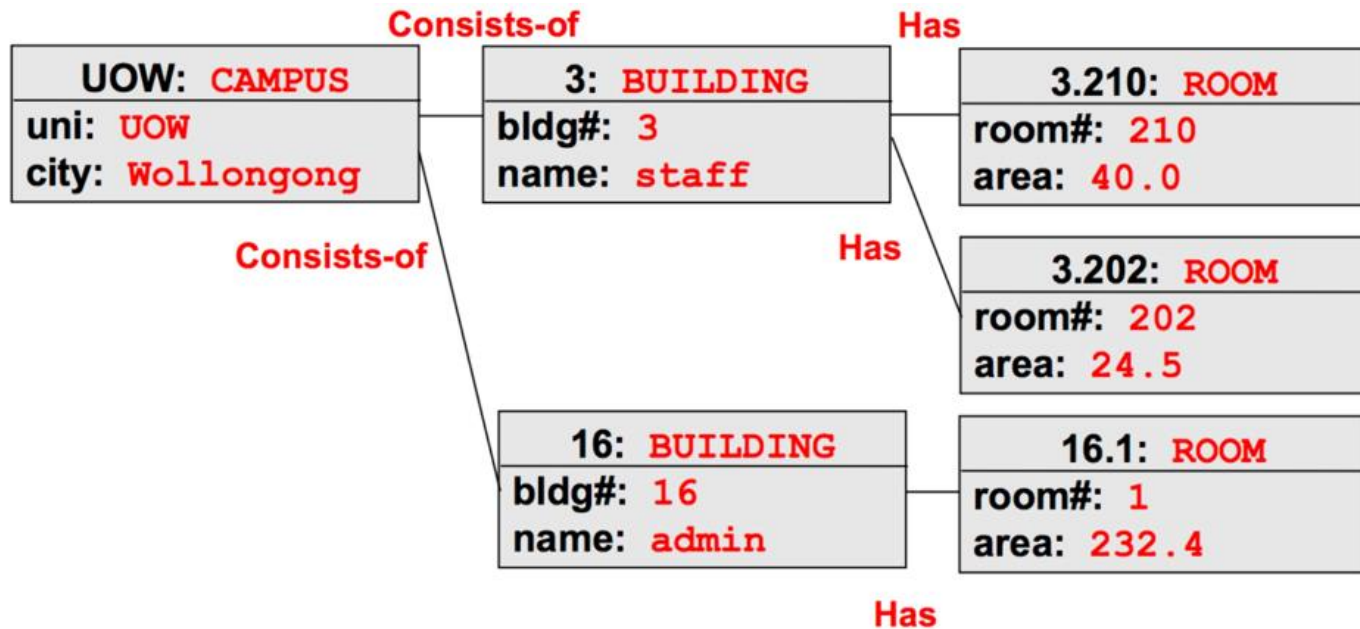 Consists-of
Has
UOW: CAMPUS
uni: UOW
city: Wollongong
3: BUILDING
bldg#: 3
name: staff
3.210: ROOM
room#: 210
area: 40.0
Consists-of
Has
3.202: ROOM
room#: 202
area: 24.5
16: BUILDING
bldg#: 16
name: admin
16.1: ROOM
room#: 1
area: 232.4
Has